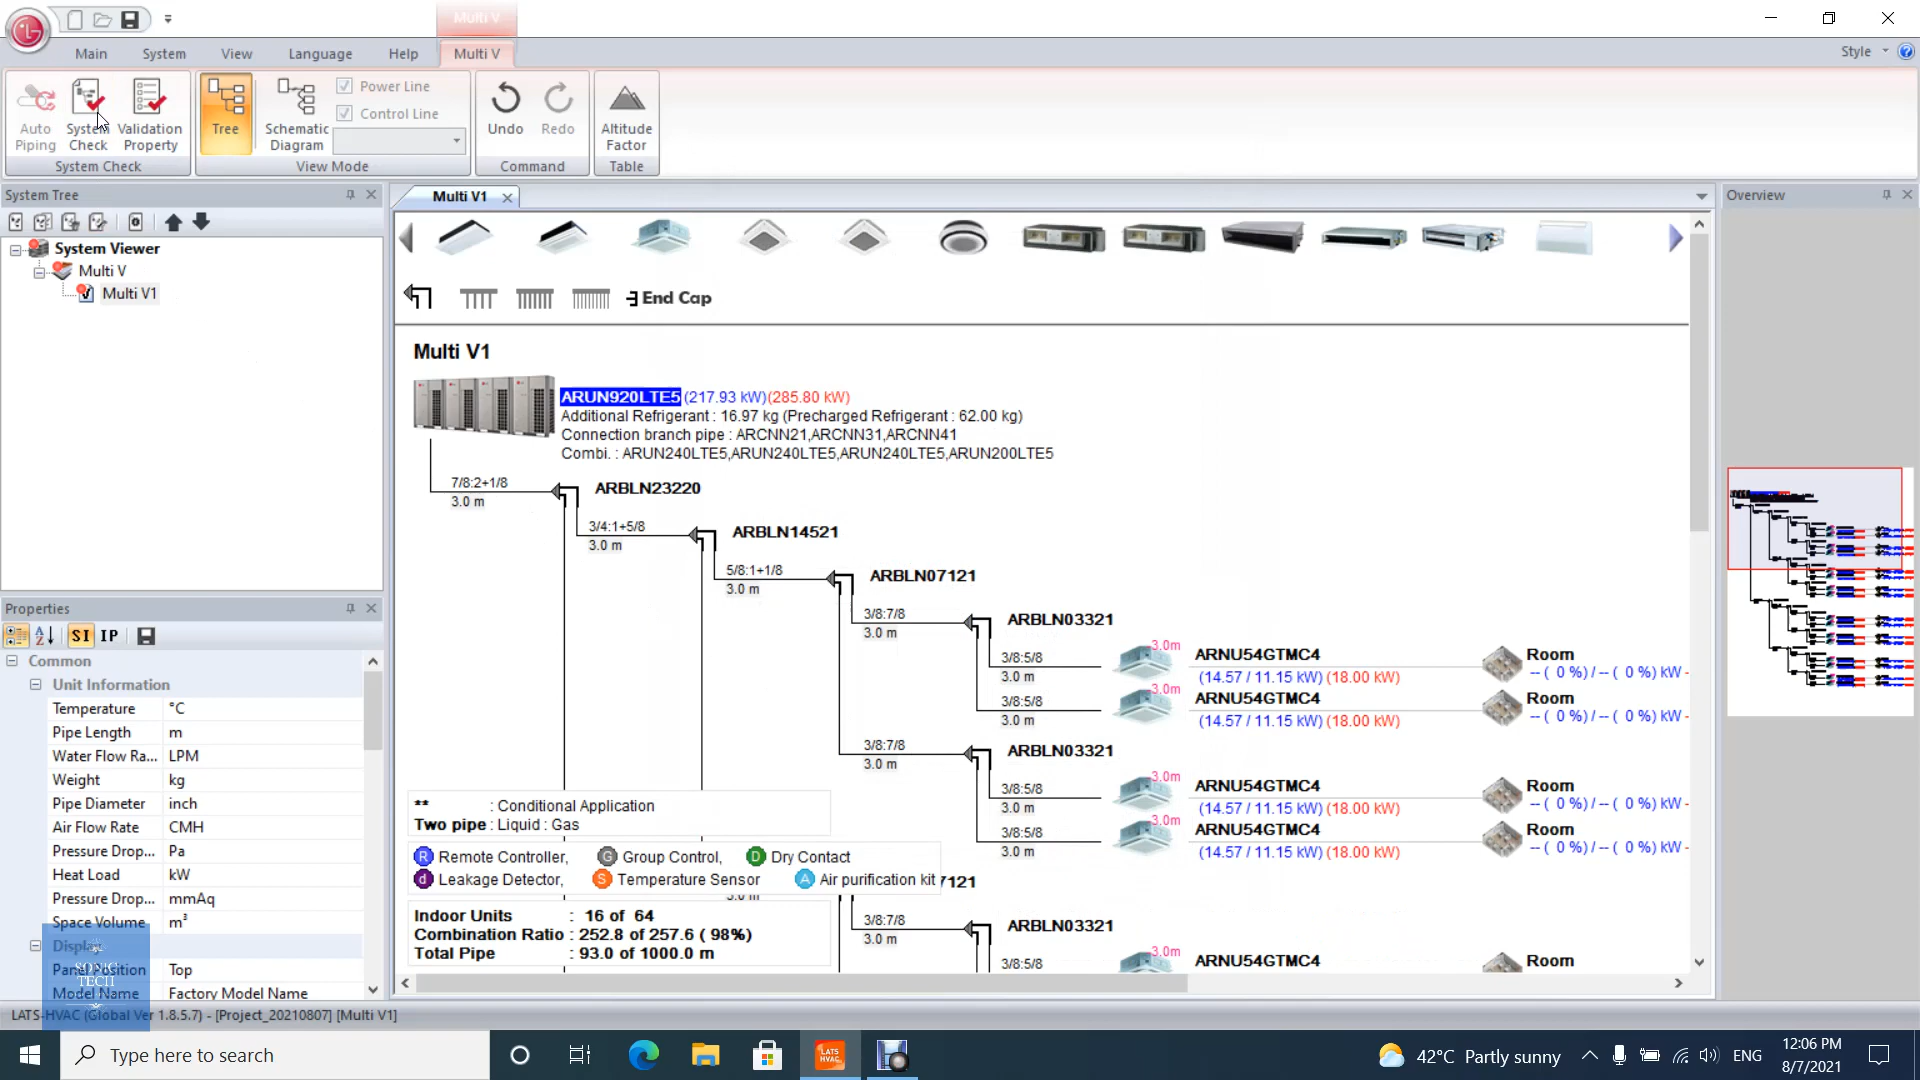 Multi V
Main System View Language Help Multi V Style
Auto Piping
System Check
Validation Property
System Check
Tree
Schematic Diagram
Power Line
Control Line
View Mode
Undo
Redo
Command
Altitude Factor
Table
System Tree
System Viewer
Multi V
Multi V1
Properties
SI IP
Common
Unit Information
Temperature °C
Pipe Length m
Water Flow Ra... LPM
Weight kg
Pipe Diameter inch
Air Flow Rate CMH
Pressure Drop... Pa
Heat Load kW
Pressure Drop... mmAq
Space Volume m³
Display
Panel Position Top
Model Name Factory Model Name
SONIC TECH
Multi V1
Overview
End Cap
Multi V1
ARUN920LTE5 (217.93 kW)(285.80 kW)
Additional Refrigerant : 16.97 kg (Precharged Refrigerant : 62.00 kg)
Connection branch pipe : ARCNN21,ARCNN31,ARCNN41
Combi. : ARUN240LTE5,ARUN240LTE5,ARUN240LTE5,ARUN200LTE5
7/8:2+1/8
3.0 m
ARBLN23220
3/4:1+5/8
3.0 m
ARBLN14521
5/8:1+1/8
3.0 m
ARBLN07121
3/8:7/8
3.0 m
ARBLN03321
3/8:5/8
3.0 m
3.0m
ARNU54GTMC4
(14.57 / 11.15 kW) (18.00 kW)
Room
-- ( 0 %) / -- ( 0 %) kW -
3/8:5/8
3.0 m
3.0m
ARNU54GTMC4
(14.57 / 11.15 kW) (18.00 kW)
Room
-- ( 0 %) / -- ( 0 %) kW -
3/8:7/8
3.0 m
ARBLN03321
3/8:5/8
3.0 m
3.0m
ARNU54GTMC4
(14.57 / 11.15 kW) (18.00 kW)
Room
-- ( 0 %) / -- ( 0 %) kW -
3/8:5/8
3.0 m
3.0m
ARNU54GTMC4
(14.57 / 11.15 kW) (18.00 kW)
Room
-- ( 0 %) / -- ( 0 %) kW -
7121
3.0 m
3/8:7/8
3.0 m
ARBLN03321
3/8:5/8
3.0m
ARNU54GTMC4
Room
** : Conditional Application
Two pipe : Liquid : Gas
R Remote Controller, G Group Control, D Dry Contact
d Leakage Detector, S Temperature Sensor A Air purification kit
Indoor Units : 16 of 64
Combination Ratio : 252.8 of 257.6 ( 98%)
Total Pipe : 93.0 of 1000.0 m
LATS-HVAC (Global Ver 1.8.5.7) - [Project_20210807] [Multi V1]
Type here to search
LATS HVAC
42°C Partly sunny
ENG
12:06 PM
8/7/2021